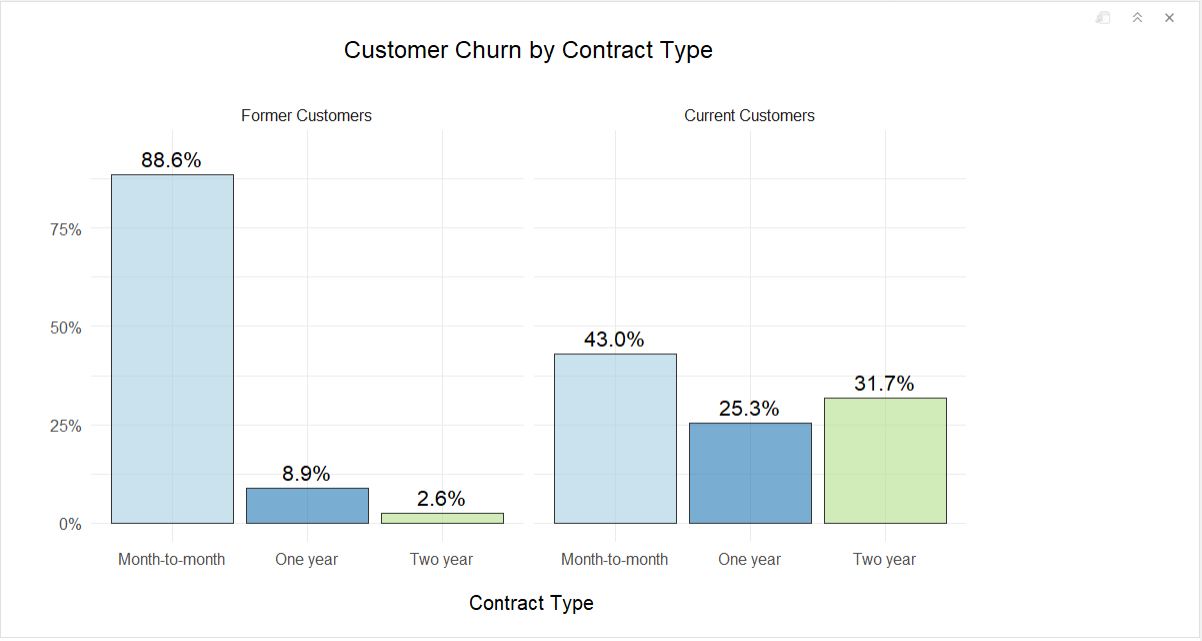 Customer Churn by Contract Type
Former Customers
Current Customers
88.6%
8.9%
2.6%
43.0%
25.3%
31.7%
75%
50%
25%
0%
Month-to-month
One year
Two year
Month-to-month
One year
Two year
Contract Type